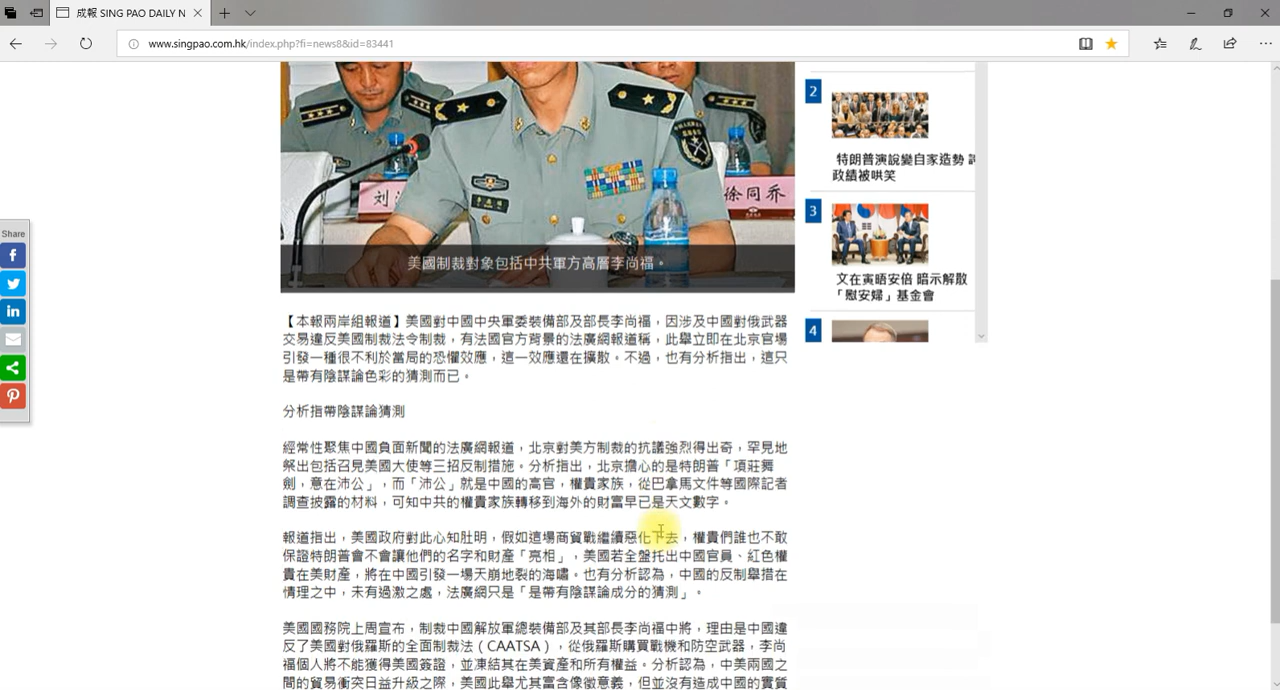 成報 SING PAO DAILY N
www.singpao.com.hk/index.php?fi=news8&id=83441
Share
刘
徐同乔
美國制裁對象包括中共軍方高層李尚福。
2
特朗普演說變自家造勢
政績被哄笑
3
文在寅晤安倍 暗示解散
「慰安婦」基金會
4
【本報兩岸組報道】美國對中國中央軍委裝備部及部長李尚福，因涉及中國對俄武器
交易違反美國制裁法令制裁，有法國官方背景的法廣網報道稱，此舉立即在北京官場
引發一種很不利於當局的恐懼效應，這一效應還在擴散。不過，也有分析指出，這只
是帶有陰謀論色彩的猜測而已。
分析指帶陰謀論猜測
經常性聚焦中國負面新聞的法廣網報道，北京對美方制裁的抗議強烈得出奇，罕見地
祭出包括召見美國大使等三招反制措施。分析指出，北京擔心的是特朗普「項莊舞
劍，意在沛公」，而「沛公」就是中國的高官，權貴家族，從巴拿馬文件等國際記者
調查披露的材料，可知中共的權貴家族轉移到海外的財富早已是天文數字。
報道指出，美國政府對此心知肚明，假如這場商貿戰繼續惡化下去，權貴們誰也不敢
保證特朗普會不會讓他們的名字和財產「亮相」，美國若全盤托出中國官員、紅色權
貴在美財產，將在中國引發一場天崩地裂的海嘯。也有分析認為，中國的反制舉措在
情理之中，未有過激之處，法廣網只是「是帶有陰謀論成分的猜測」。
美國國務院上周宣布，制裁中國解放軍總裝備部及其部長李尚福中將，理由是中國違
反了美國對俄羅斯的全面制裁法（CAATSA），從俄羅斯購買戰機和防空武器，李尚
福個人將不能獲得美國簽證，並凍結其在美資產和所有權益。分析認為，中美兩國之
間的貿易衝突日益升級之際，美國此舉尤其富含像徵意義，但並沒有造成中國的實質